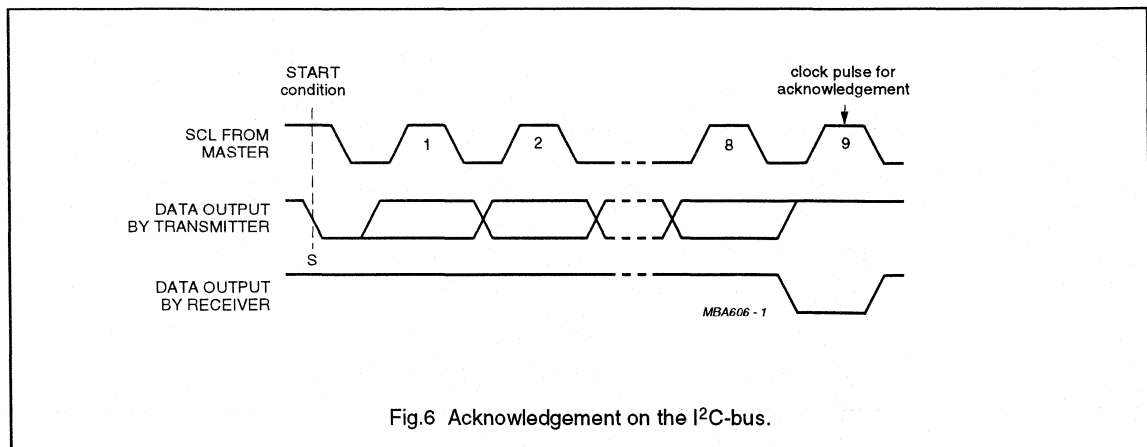 START
condition
clock pulse for
acknowledgement
SCL FROM
MASTER
1
2
8
9
DATA OUTPUT
BY TRANSMITTER
S
DATA OUTPUT
BY RECEIVER
MBA606 - 1
Fig.6 Acknowledgement on the I²C-bus.